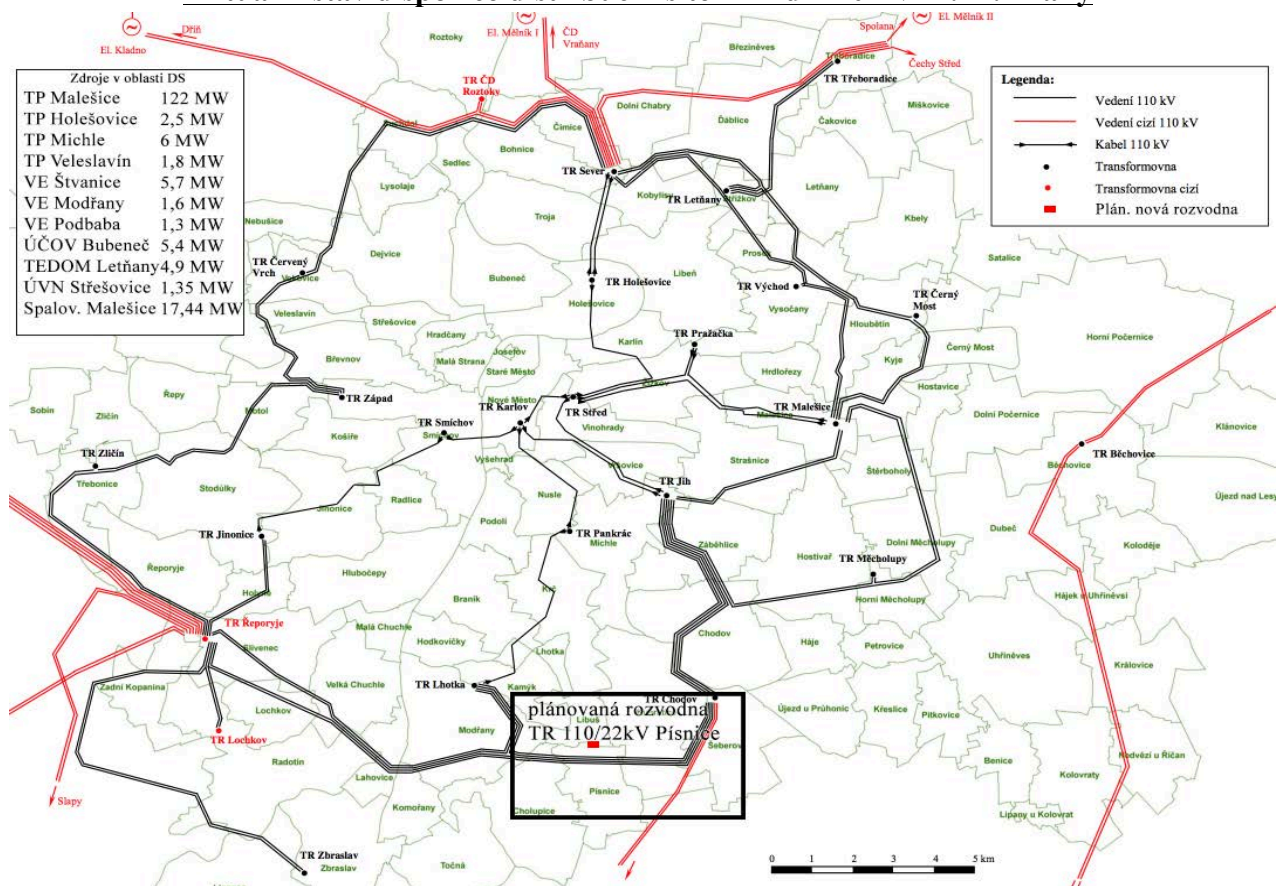 El. Kladno
Dříň
El. Mělník I
ČD
Vraňany
El. Mělník II
Spolana
Čechy Střed
Zdroje v oblasti DS
TP Malešice 122 MW
TP Holešovice 2,5 MW
TP Michle 6 MW
TP Veleslavín 1,8 MW
VE Štvanice 5,7 MW
VE Modřany 1,6 MW
VE Podbaba 1,3 MW
ÚČOV Bubeneč 5,4 MW
TEDOM Letňany 4,9 MW
ÚVN Střešovice 1,35 MW
Spalov. Malešice 17,44 MW
Legenda:
Vedení 110 kV
Vedení cizí 110 kV
Kabel 110 kV
Transformovna
Transformovna cizí
Plán. nová rozvodna
Roztoky
Březiněves
Třeboradice
TR Třeboradice
TR ČD
Roztoky
Dolní Chabry
Miškovice
Ďáblice
Čakovice
Čimice
Bohnice
Sedlec
TR Sever
Lysolaje
Kobylisy
TR Letňany
Střížkov
Letňany
Kbely
Troja
Nebušice
Dejvice
Prosek
Satalice
TR Červený
Vrch
Vokovice
Bubeneč
TR Holešovice
Libeň
TR Východ
TR Černý
Most
Holešovice
Vysočany
Hloubětín
Horní Počernice
Veleslavín
Střešovice
Hradčany
TR Pražačka
Karlín
Černý Most
Břevnov
Malá Strana
Josefov
Staré Město
Kyje
Hrdlořezy
Hostavice
Řepy
Nové Město
Žižkov
Sobín
Zličín
Motol
TR Západ
TR Karlov
TR Střed
Malešice
TR Malešice
Dolní Počernice
Klánovice
Košíře
TR Smíchov
Smíchov
Vinohrady
TR Běchovice
Běchovice
TR Zličín
Vyšehrad
Vršovice
Strašnice
Štěrboholy
Třebonice
Stodůlky
TR Jih
Újezd nad Lesy
Radlice
Nusle
Jinonice
Podolí
TR Jinonice
TR Pankrác
Michle
Záběhlice
Hostivař
Dolní Měcholupy
Dubeč
Koloděje
TR Měcholupy
Řeporyje
Hlubočepy
Holyně
Krč
Braník
Horní Měcholupy
Hájek u Uhříněvsi
TR Řeporyje
Malá Chuchle
Hodkovičky
Chodov
Slivenec
Lhotka
Háje
Petrovice
Uhříněves
Královice
Zadní Kopanina
Velká Chuchle
TR Lhotka
Kamýk
TR Chodov
plánovaná rozvodna
TR 110/22kV Písnice
Libuš
Lochkov
Újezd u Průhonic
Křeslice
Pitkovice
TR Lochkov
Modřany
Šeberov
Nedvězí u Říčan
Radotín
Benice
Kolovraty
Lahovice
Písnice
Slapy
Komořany
Cholupice
Lipany u Kolovrat
TR Zbraslav
Zbraslav
Točná
0 1 2 3 4 5 km